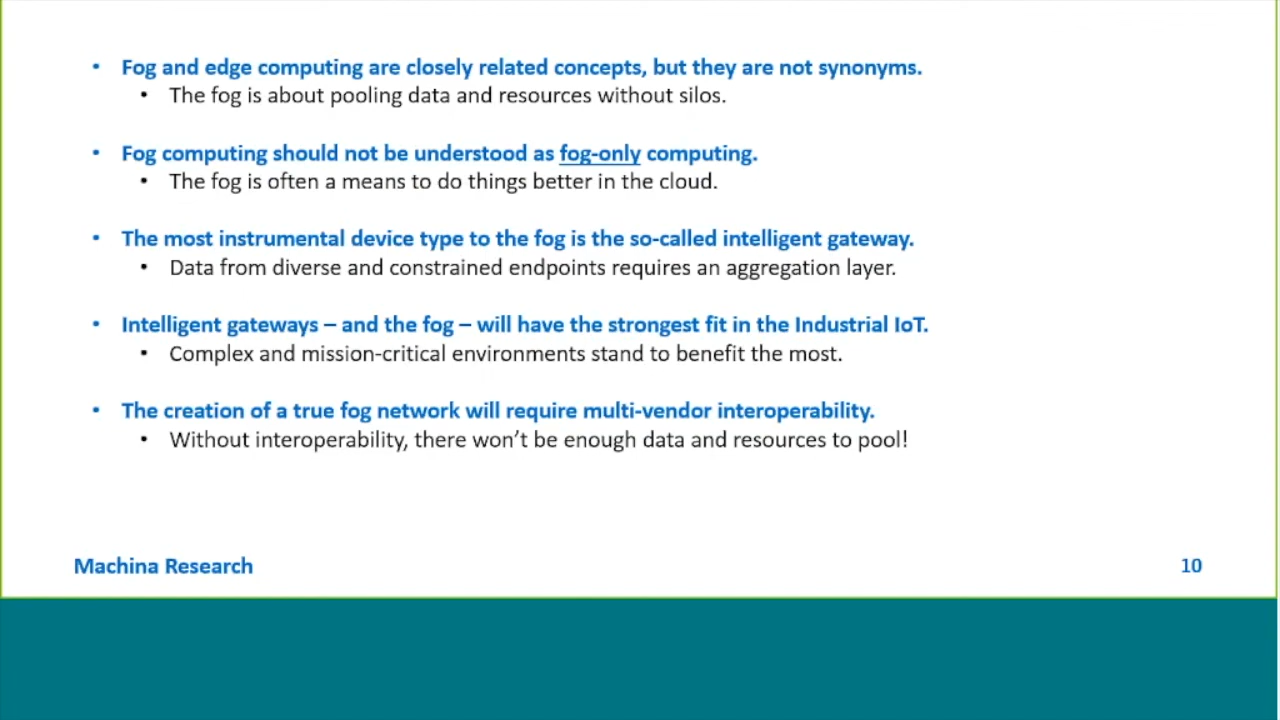 • Fog and edge computing are closely related concepts, but they are not synonyms.
• The fog is about pooling data and resources without silos.
• Fog computing should not be understood as fog-only computing.
• The fog is often a means to do things better in the cloud.
• The most instrumental device type to the fog is the so-called intelligent gateway.
• Data from diverse and constrained endpoints requires an aggregation layer.
• Intelligent gateways – and the fog – will have the strongest fit in the Industrial IoT.
• Complex and mission-critical environments stand to benefit the most.
• The creation of a true fog network will require multi-vendor interoperability.
• Without interoperability, there won’t be enough data and resources to pool!
Machina Research
10